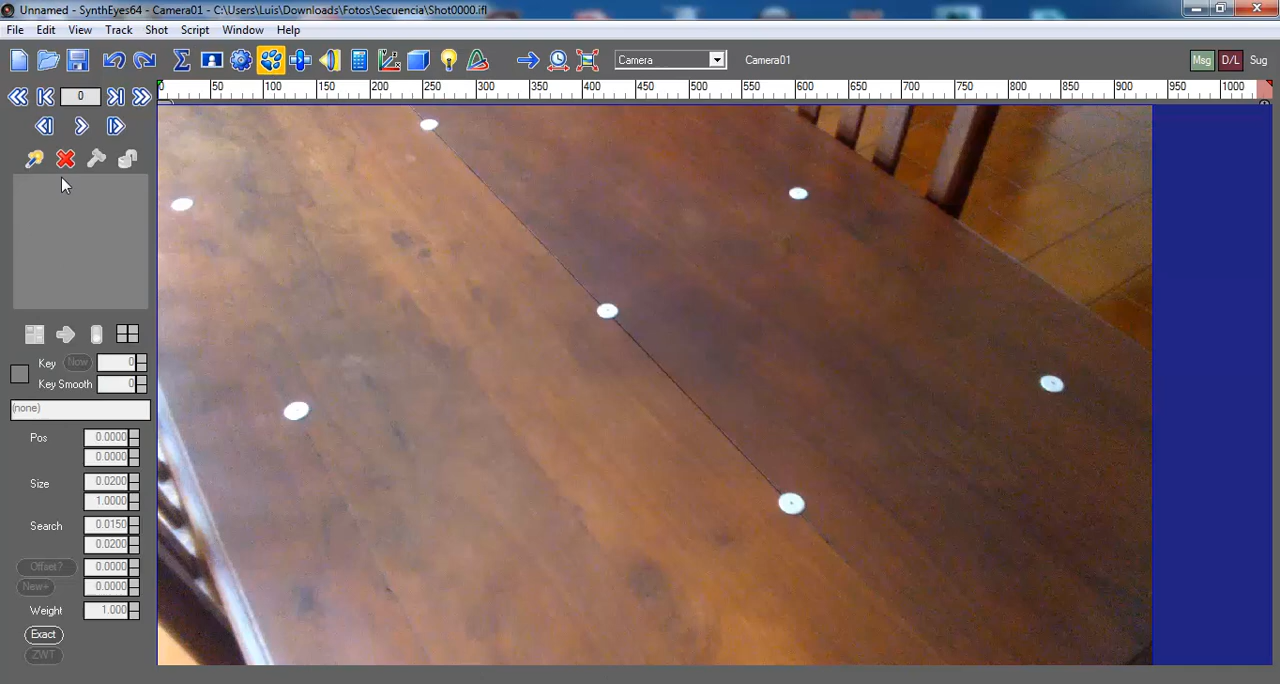 Unnamed - SynthEyes64 - Camera01 - C:\Users\Luis\Downloads\Fotos\Secuencia\Shot0000.ifl
File Edit View Track Shot Script Window Help
Camera Camera01 Msg D/L Sug
0 50 100 150 200 250 300 350 400 450 500 550 600 650 700 750 800 850 900 950 1000
0
Key Now 0
Key Smooth 0
(none)
Pos 0.0000
0.0000
Size 0.0200
1.0000
Search 0.0150
0.0200
Offset? 0.0000
New+ 0.0000
Weight 1.000
Exact
ZWT